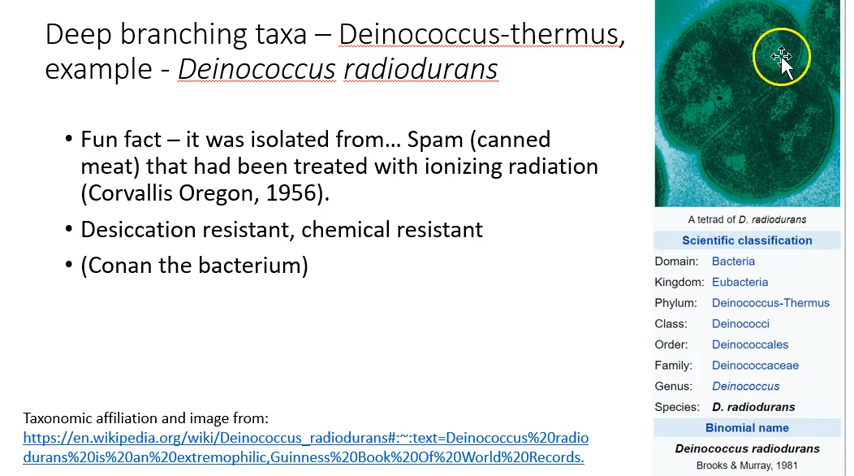 Deep branching taxa – Deinococcus-thermus,
example - Deinococcus radiodurans
• Fun fact – it was isolated from... Spam (canned
meat) that had been treated with ionizing radiation
(Corvallis Oregon, 1956).
• Desiccation resistant, chemical resistant
• (Conan the bacterium)
Taxonomic affiliation and image from:
https://en.wikipedia.org/wiki/Deinococcus_radiodurans#:~:text=Deinococcus%20radio
durans%20is%20an%20extremophilic,Guinness%20Book%20Of%20World%20Records.
A tetrad of D. radiodurans
Scientific classification
Domain: Bacteria
Kingdom: Eubacteria
Phylum: Deinococcus-Thermus
Class: Deinococci
Order: Deinococcales
Family: Deinococcaceae
Genus: Deinococcus
Species: D. radiodurans
Binomial name
Deinococcus radiodurans
Brooks & Murray, 1981